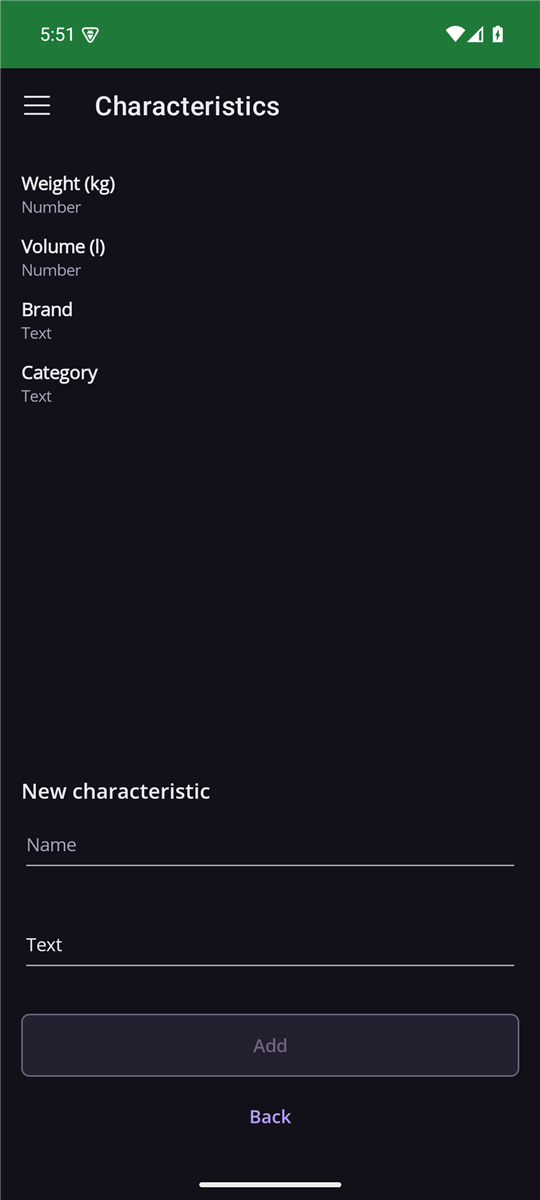 5:51
Characteristics
Weight (kg)
Number
Volume (l)
Number
Brand
Text
Category
Text
New characteristic
Name
Text
Add
Back